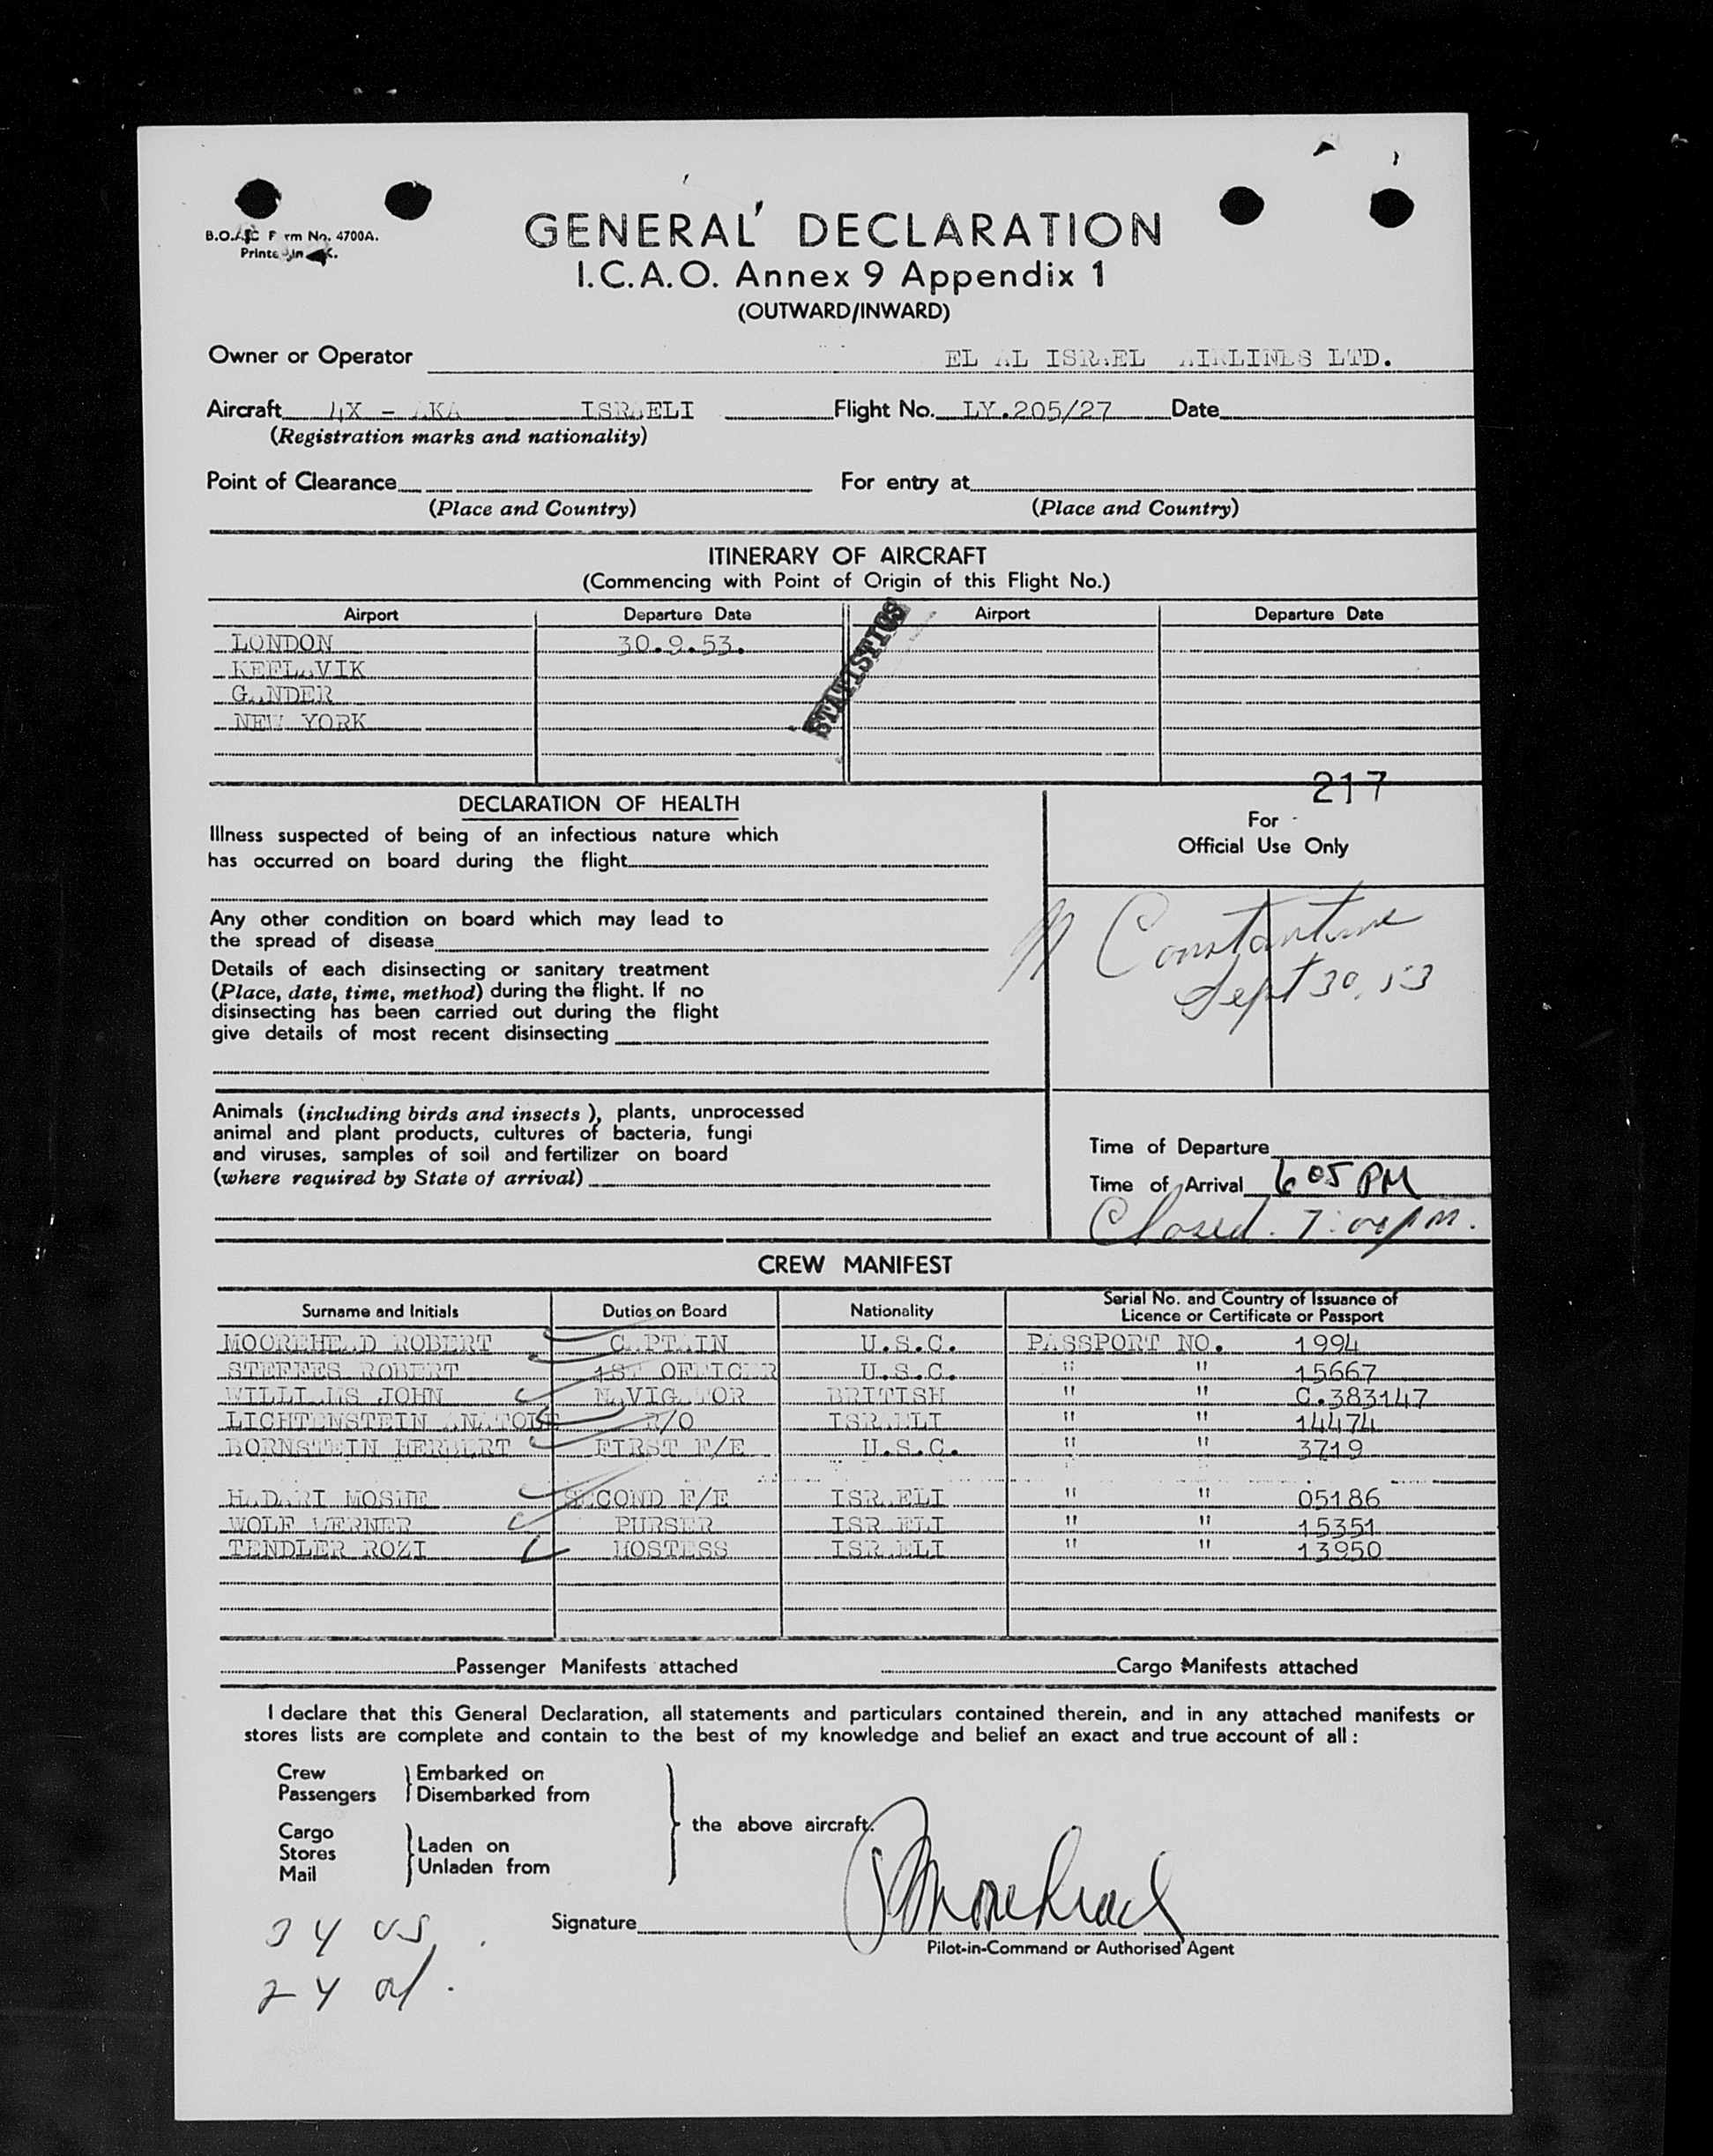 B.O.A.C. Form No. 4700A.
Printed in
GENERAL DECLARATION
I.C.A.O. Annex 9 Appendix 1
(OUTWARD/INWARD)
Owner or Operator EL AL ISRAEL AIRLINES LTD.
Aircraft 4X - AKA ISRAELI Flight No. LY.205/27 Date
(Registration marks and nationality)
Point of Clearance For entry at
(Place and Country) (Place and Country)
ITINERARY OF AIRCRAFT
(Commencing with Point of Origin of this Flight No.)
Airport Departure Date Airport Departure Date
LONDON 30.9.53.
KEFLAVIK
GANDER
NEW YORK
STATISTICS
217
DECLARATION OF HEALTH
Illness suspected of being of an infectious nature which
has occurred on board during the flight
For
Official Use Only
Any other condition on board which may lead to
the spread of disease
Constantine
Sept 30, 53
Details of each disinsecting or sanitary treatment
(Place, date, time, method) during the flight. If no
disinsecting has been carried out during the flight
give details of most recent disinsecting
Animals (including birds and insects), plants, unprocessed
animal and plant products, cultures of bacteria, fungi
and viruses, samples of soil and fertilizer on board
(where required by State of arrival)
Time of Departure
Time of Arrival 6 05 PM
Closed. 7:00 pm.
CREW MANIFEST
Surname and Initials Duties on Board Nationality Serial No. and Country of Issuance of Licence or Certificate or Passport
MOOREHEAD ROBERT CAPTAIN U.S.C. PASSPORT NO. 1994
STEFFES ROBERT 1ST OFFICER U.S.C. " " 15667
WILLIAMS JOHN NAVIGATOR BRITISH " " C.383147
LICHTENSTEIN ANATOLE R/O ISRAELI " " 14474
BORNSTEIN HERBERT FIRST F/E U.S.C. " " 3719
HADARI MOSHE SECOND F/E ISRAELI " " 05186
WOLF WERNER PURSER ISRAELI " " 15351
TENDLER ROZI HOSTESS ISRAELI " " 13950
Passenger Manifests attached Cargo Manifests attached
I declare that this General Declaration, all statements and particulars contained therein, and in any attached manifests or
stores lists are complete and contain to the best of my knowledge and belief an exact and true account of all :
Crew Embarked on
Passengers Disembarked from
the above aircraft.
Cargo
Stores Laden on
Mail Unladen from
Signature Moorehead
Pilot-in-Command or Authorised Agent
34 US
24 al.